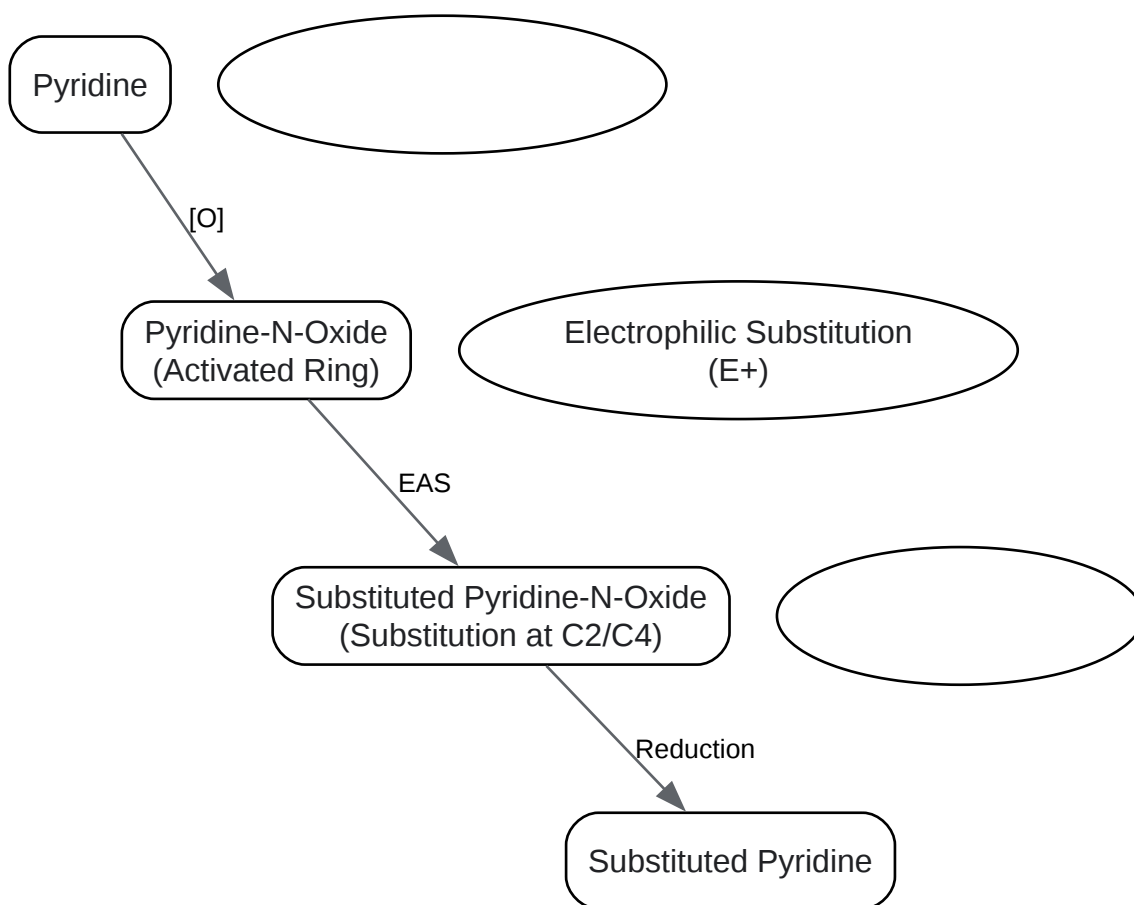 Pyridine
[O]
Pyridine-N-Oxide
(Activated Ring)
Electrophilic Substitution
(E+)
EAS
Substituted Pyridine-N-Oxide
(Substitution at C2/C4)
Reduction
Substituted Pyridine